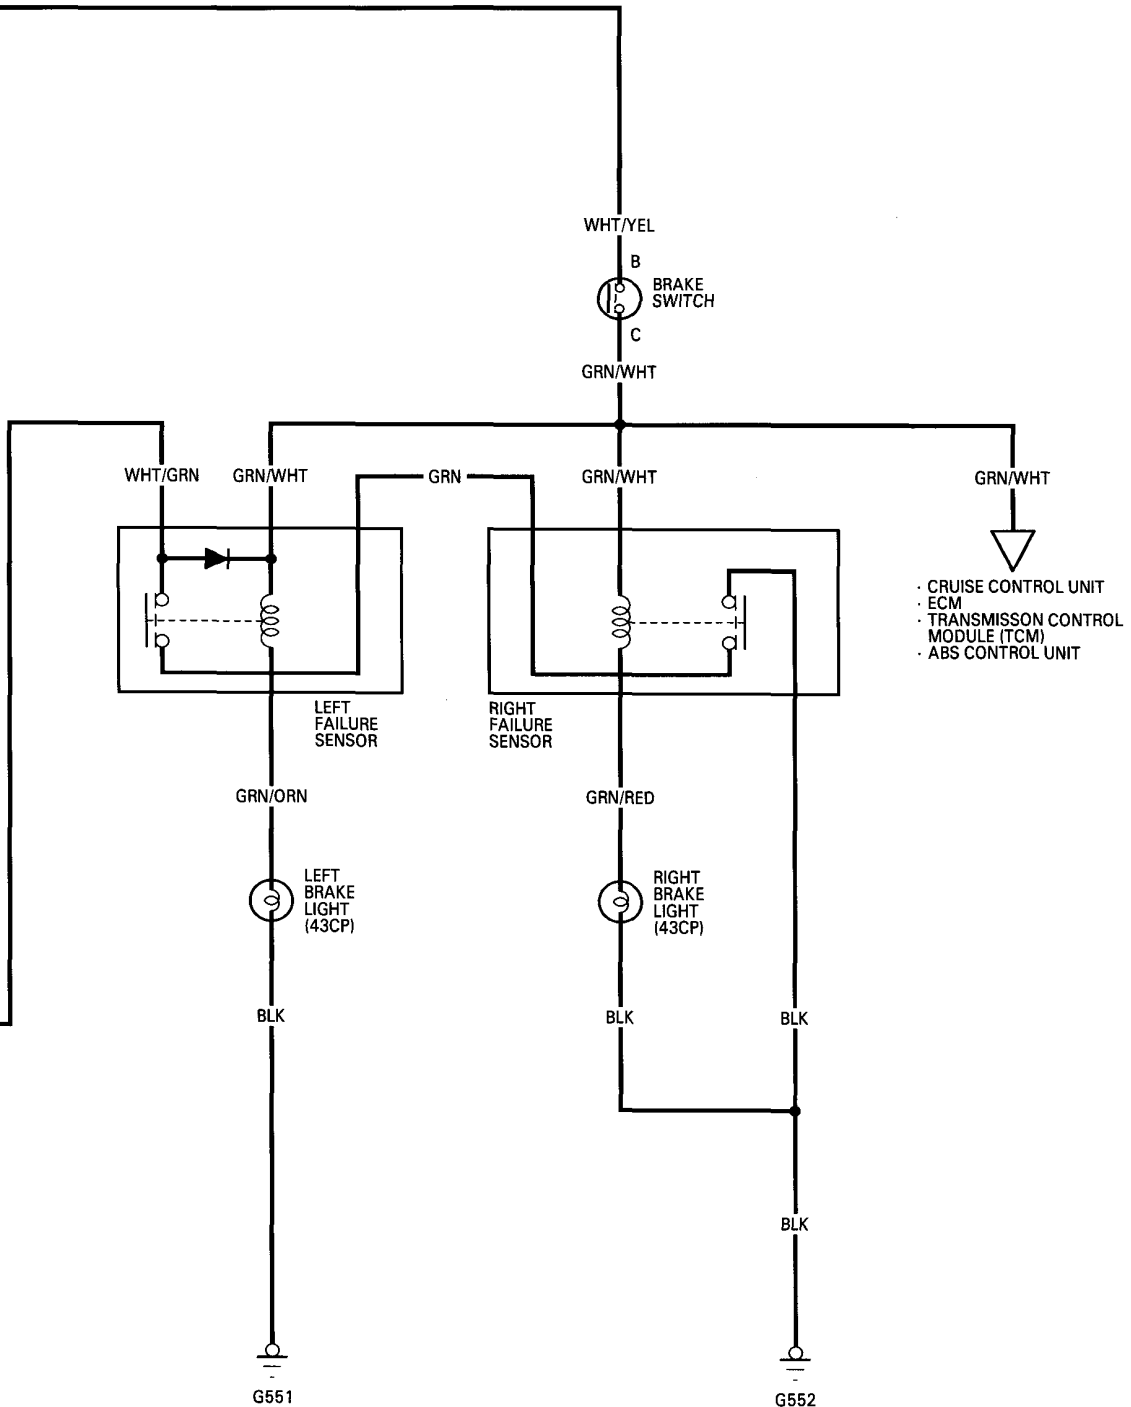 WHT/YEL
B
BRAKE
SWITCH
C
GRN/WHT
WHT/GRN
GRN/WHT
GRN
GRN/WHT
GRN/WHT
· CRUISE CONTROL UNIT
· ECM
· TRANSMISSON CONTROL
MODULE (TCM)
· ABS CONTROL UNIT
LEFT
FAILURE
SENSOR
RIGHT
FAILURE
SENSOR
GRN/ORN
GRN/RED
LEFT
BRAKE
LIGHT
(43CP)
RIGHT
BRAKE
LIGHT
(43CP)
BLK
BLK
BLK
BLK
G551
G552